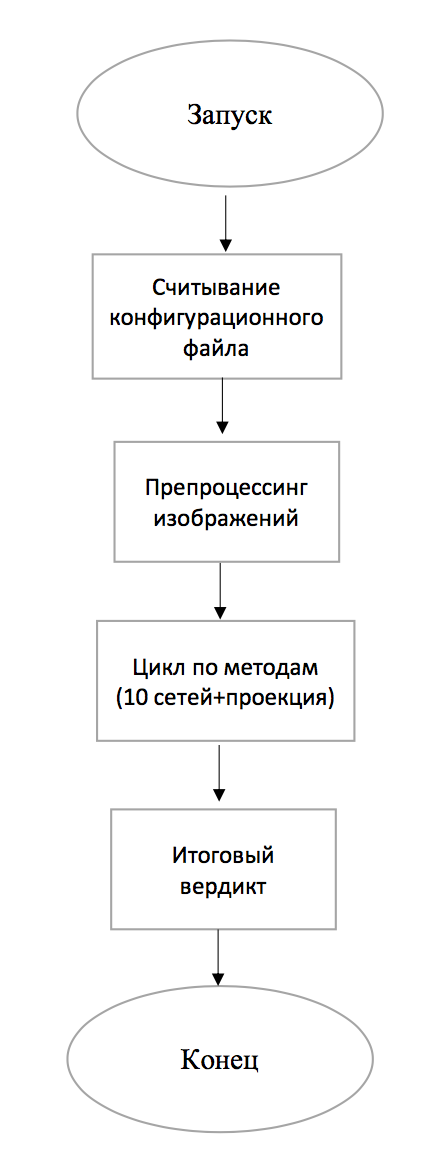 Запуск
Считывание
конфигурационного
файла
Препроцессинг
изображений
Цикл по методам
(10 сетей+проекция)
Итоговый
вердикт
Конец